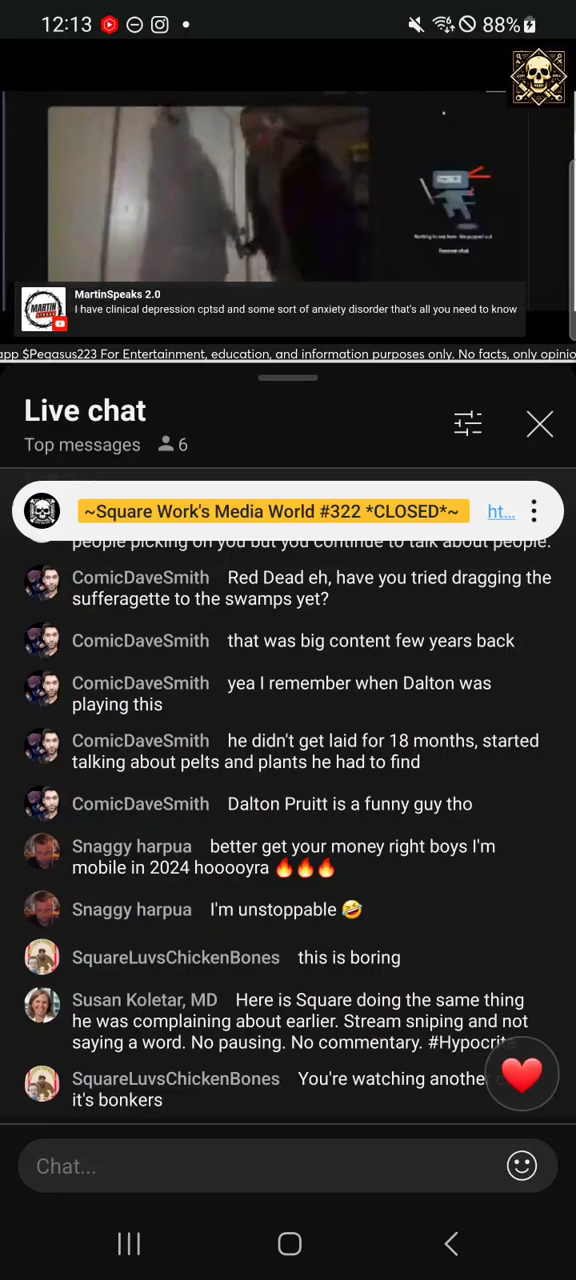 12:13
88%
Nothing to see here.
MartinSpeaks 2.0
MARTIN
I have clinical depression cptsd and some sort of anxiety disorder that's all you need to know
app $Pegasus223 For Entertainment, education, and information purposes only. No facts, only opinio
Live chat
Top messages 6
~Square Work's Media World #322 *CLOSED*~ ht...
people picking on you but you continue to talk about people.
ComicDaveSmith Red Dead eh, have you tried dragging the
sufferagette to the swamps yet?
ComicDaveSmith that was big content few years back
ComicDaveSmith yea I remember when Dalton was
playing this
ComicDaveSmith he didn't get laid for 18 months, started
talking about pelts and plants he had to find
ComicDaveSmith Dalton Pruitt is a funny guy tho
Snaggy harpua better get your money right boys I'm
mobile in 2024 hooooyra 🔥🔥🔥
Snaggy harpua I'm unstoppable 🤣
SquareLuvsChickenBones this is boring
Susan Koletar, MD Here is Square doing the same thing
he was complaining about earlier. Stream sniping and not
saying a word. No pausing. No commentary. #Hypocrite
SquareLuvsChickenBones You're watching another
it's bonkers
Chat...